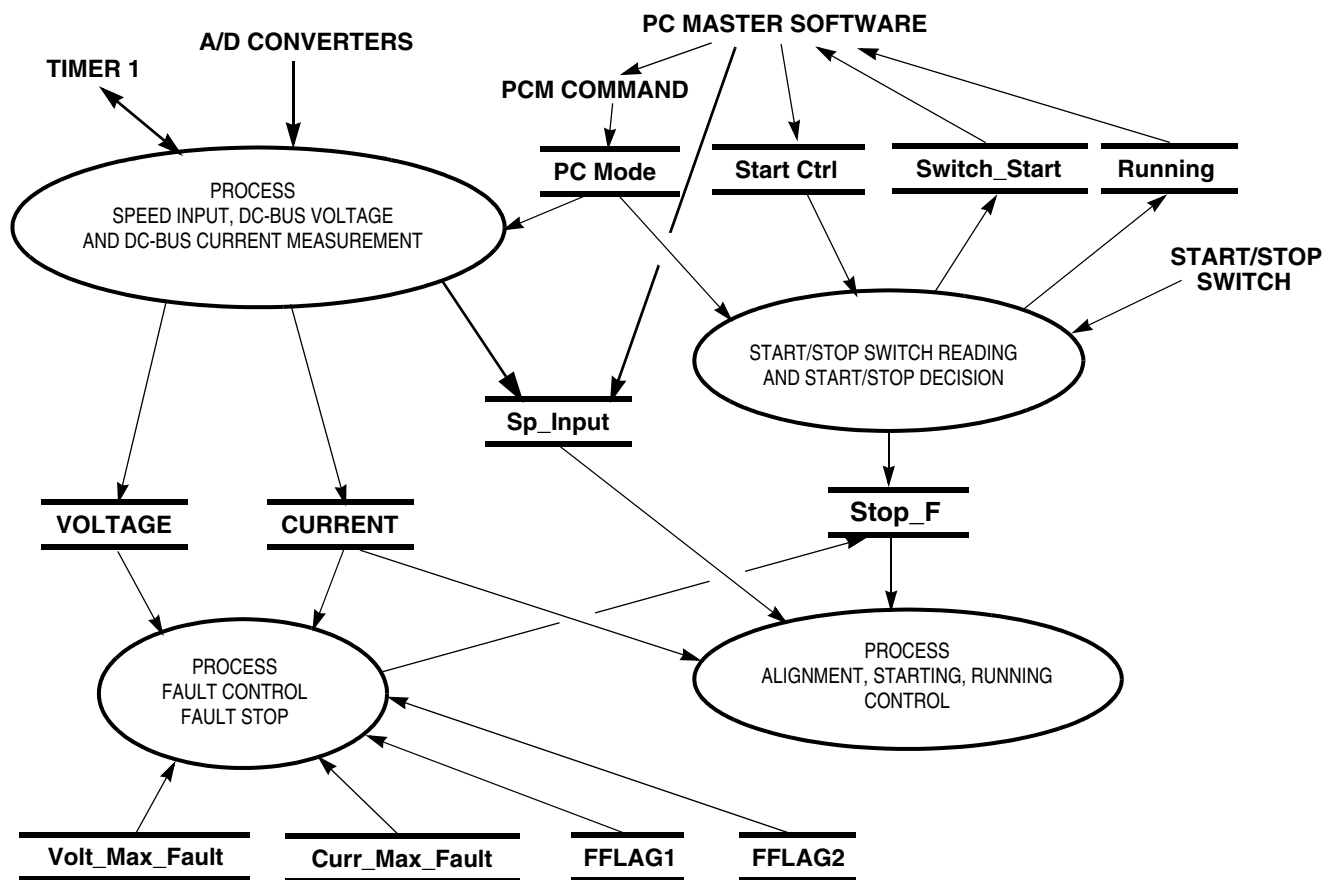 PC MASTER SOFTWARE
A/D CONVERTERS
TIMER 1
PCM COMMAND
PC Mode
Start Ctrl
Switch_Start
Running
PROCESS
SPEED INPUT, DC-BUS VOLTAGE
AND DC-BUS CURRENT MEASUREMENT
START/STOP
SWITCH
START/STOP SWITCH READING
AND START/STOP DECISION
Sp_Input
VOLTAGE
CURRENT
Stop_F
PROCESS
FAULT CONTROL
FAULT STOP
PROCESS
ALIGNMENT, STARTING, RUNNING
CONTROL
Volt_Max_Fault
Curr_Max_Fault
FFLAG1
FFLAG2